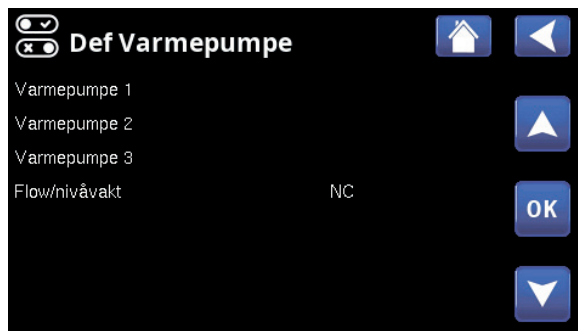 Def Varmepumpe
Varmepumpe 1
Varmepumpe 2
Varmepumpe 3
Flow/nivåvakt NC
OK